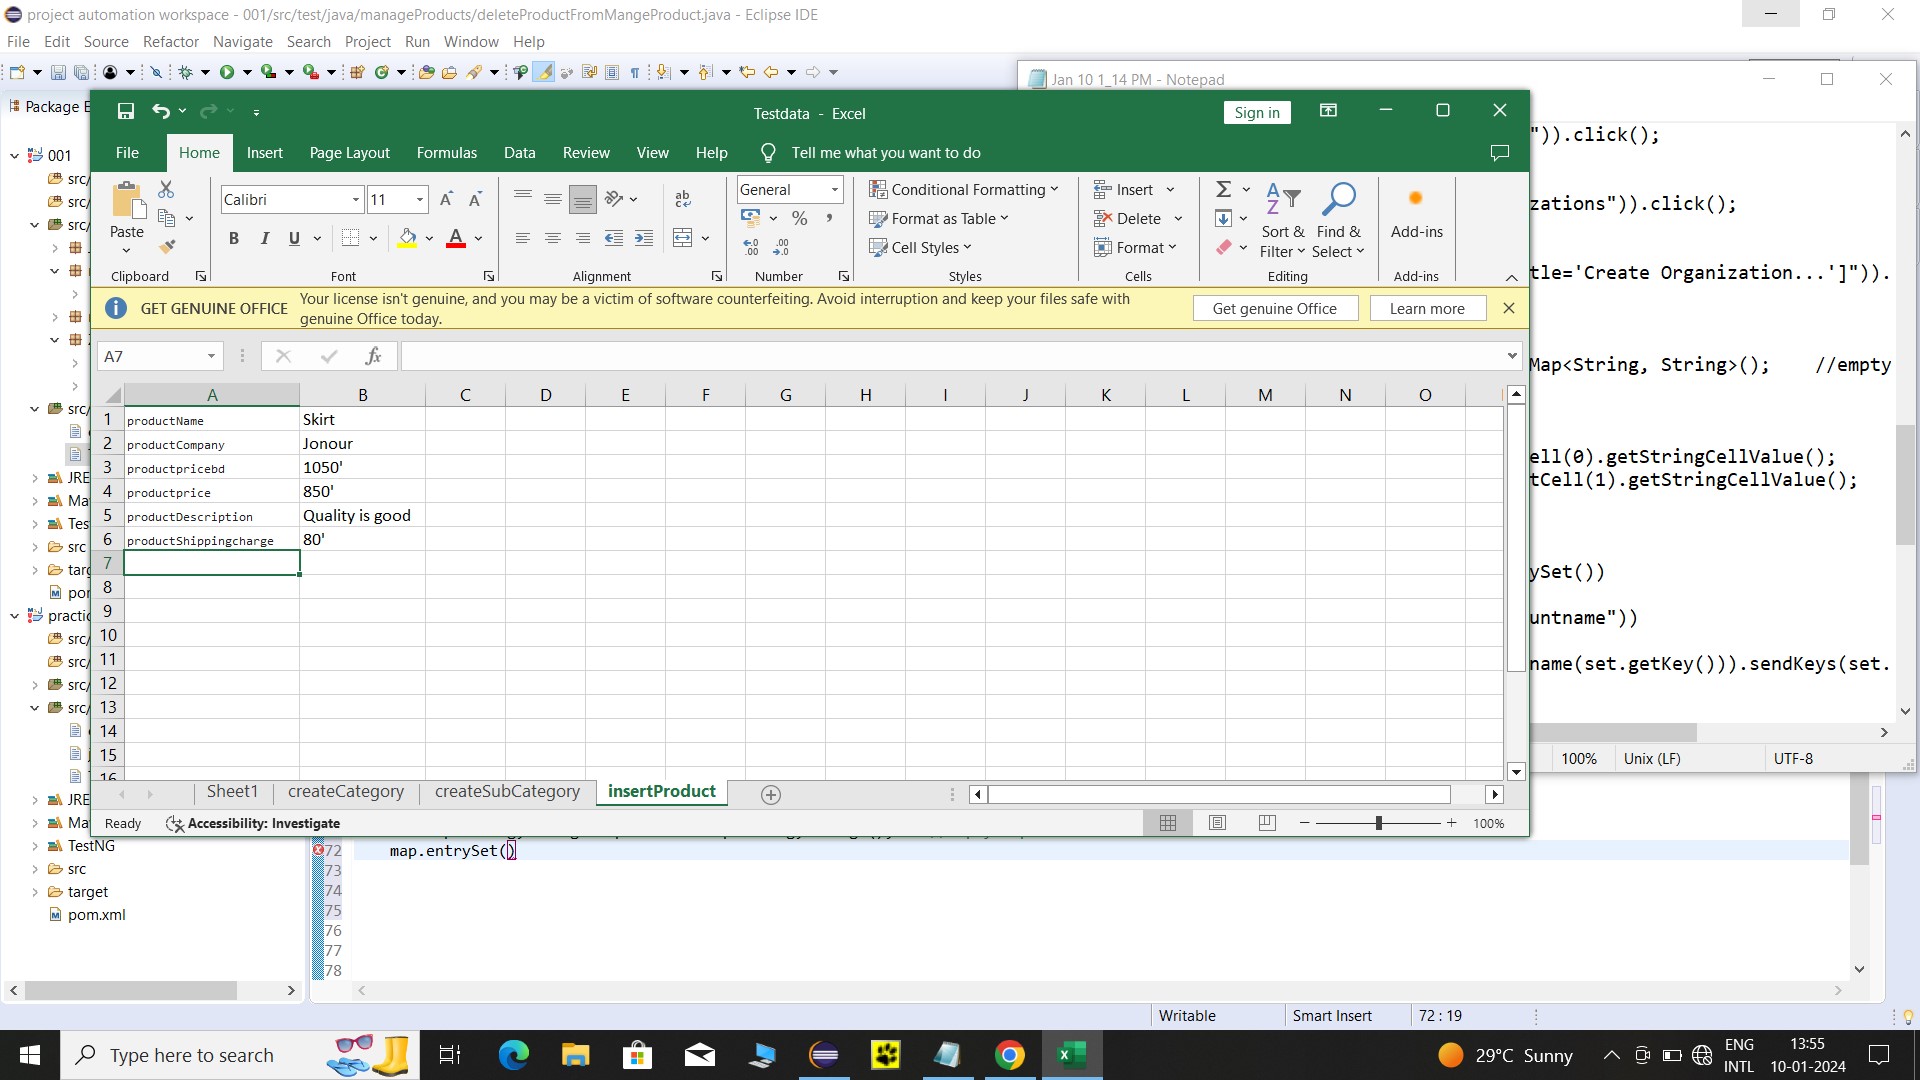 project automation workspace - 001/src/test/java/manageProducts/deleteProductFromMangeProduct.java - Eclipse IDE
File Edit Source Refactor Navigate Search Project Run Window Help
Jan 10 1_14 PM - Notepad
Package E
Testdata - Excel
Sign in
File Home Insert Page Layout Formulas Data Review View Help Tell me what you want to do
Paste
Clipboard
Calibri 11
B I U
Font
ab
Alignment
General
% ,
Number
Conditional Formatting
Format as Table
Cell Styles
Styles
Insert
Delete
Format
Cells
Sort & Filter
Find & Select
Editing
Add-ins
Add-ins
GET GENUINE OFFICE Your license isn't genuine, and you may be a victim of software counterfeiting. Avoid interruption and keep your files safe with
genuine Office today.
Get genuine Office
Learn more
A7
fx
A B C D E F G H I J K L M N O
1 productName Skirt
2 productCompany Jonour
3 productpricebd 1050'
4 productprice 850'
5 productDescription Quality is good
6 productShippingcharge 80'
7
8
9
10
11
12
13
14
15
16
Sheet1 createCategory createSubCategory insertProduct
Ready Accessibility: Investigate
100%
001
src/
src/
src/
src/
JRE
Ma
Tes
src
targ
por
practic
src/
src/
src/
src/
JRE
Ma
TestNG
src
target
pom.xml
")).click();
zations")).click();
tle='Create Organization...']")).
Map<String, String>(); //empty
ell(0).getStringCellValue();
tCell(1).getStringCellValue();
ySet())
untname"))
name(set.getKey())).sendKeys(set.
100% Unix (LF) UTF-8
72 map.entrySet()
73
74
75
76
77
78
Writable Smart Insert 72 : 19
Type here to search
29°C Sunny
ENG
INTL
13:55
10-01-2024